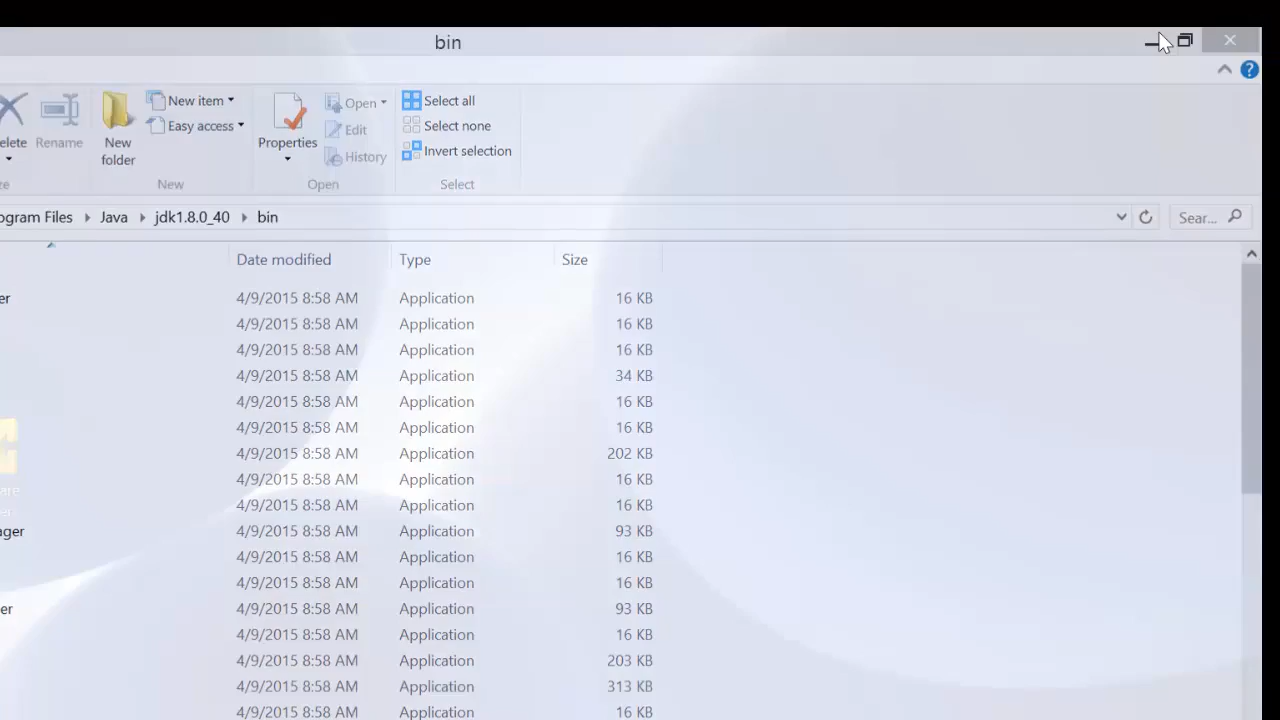 bin
New item
Easy access
elete
Rename
New
folder
Properties
Open
Edit
History
Select all
Select none
Invert selection
ze
New
Open
Select
ogram Files Java jdk1.8.0_40 bin
Sear...
Date modified Type Size
er 4/9/2015 8:58 AM Application 16 KB
4/9/2015 8:58 AM Application 16 KB
4/9/2015 8:58 AM Application 16 KB
4/9/2015 8:58 AM Application 34 KB
4/9/2015 8:58 AM Application 16 KB
4/9/2015 8:58 AM Application 16 KB
4/9/2015 8:58 AM Application 202 KB
4/9/2015 8:58 AM Application 16 KB
are
4/9/2015 8:58 AM Application 16 KB
ager 4/9/2015 8:58 AM Application 93 KB
4/9/2015 8:58 AM Application 16 KB
4/9/2015 8:58 AM Application 16 KB
er 4/9/2015 8:58 AM Application 93 KB
4/9/2015 8:58 AM Application 16 KB
4/9/2015 8:58 AM Application 203 KB
4/9/2015 8:58 AM Application 313 KB
4/9/2015 8:58 AM Application 16 KB